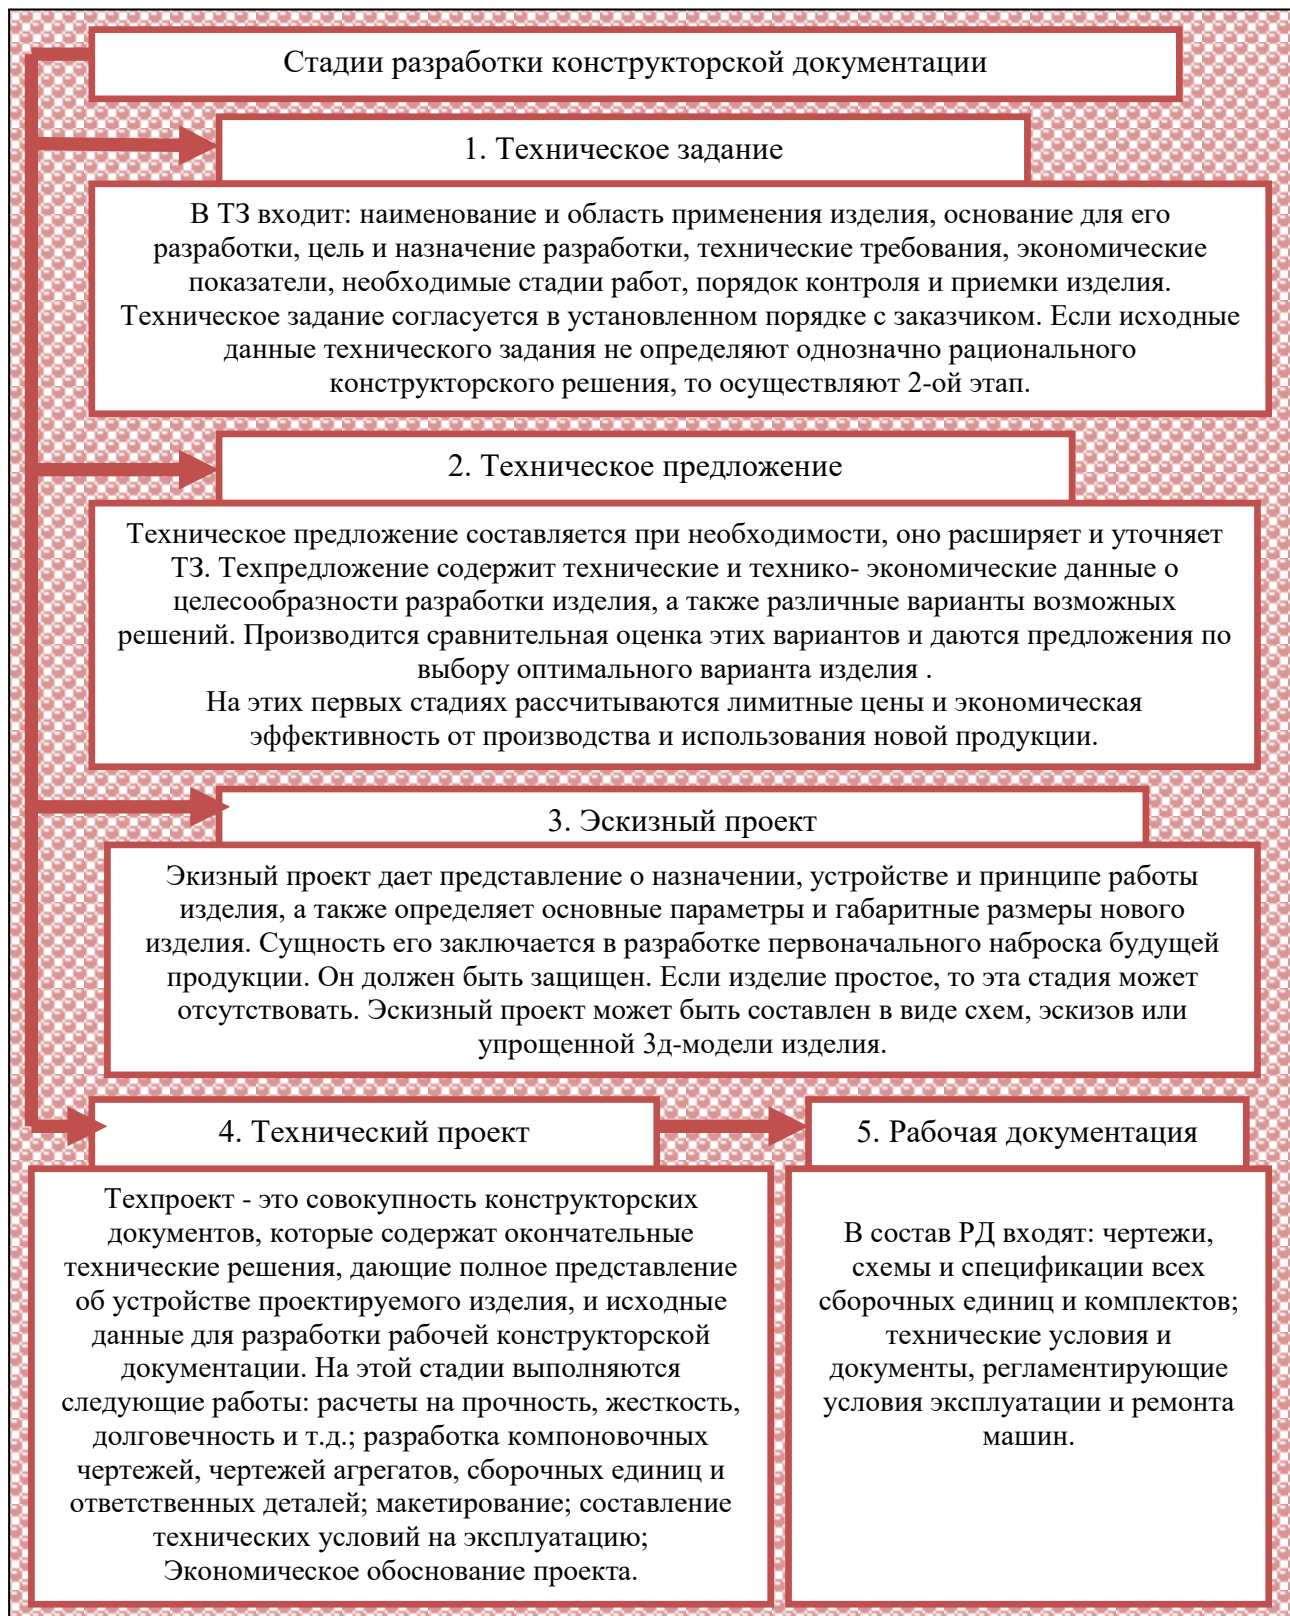 Стадии разработки конструкторской документации
1. Техническое задание
В ТЗ входит: наименование и область применения изделия, основание для его
разработки, цель и назначение разработки, технические требования, экономические
показатели, необходимые стадии работ, порядок контроля и приемки изделия.
Техническое задание согласуется в установленном порядке с заказчиком. Если исходные
данные технического задания не определяют однозначно рационального
конструкторского решения, то осуществляют 2-ой этап.
2. Техническое предложение
Техническое предложение составляется при необходимости, оно расширяет и уточняет
ТЗ. Техпредложение содержит технические и технико- экономические данные о
целесообразности разработки изделия, а также различные варианты возможных
решений. Производится сравнительная оценка этих вариантов и даются предложения по
выбору оптимального варианта изделия .
На этих первых стадиях рассчитываются лимитные цены и экономическая
эффективность от производства и использования новой продукции.
3. Эскизный проект
Экизный проект дает представление о назначении, устройстве и принципе работы
изделия, а также определяет основные параметры и габаритные размеры нового
изделия. Сущность его заключается в разработке первоначального наброска будущей
продукции. Он должен быть защищен. Если изделие простое, то эта стадия может
отсутствовать. Эскизный проект может быть составлен в виде схем, эскизов или
упрощенной 3д-модели изделия.
4. Технический проект
Техпроект - это совокупность конструкторских
документов, которые содержат окончательные
технические решения, дающие полное представление
об устройстве проектируемого изделия, и исходные
данные для разработки рабочей конструкторской
документации. На этой стадии выполняются
следующие работы: расчеты на прочность, жесткость,
долговечность и т.д.; разработка компоновочных
чертежей, чертежей агрегатов, сборочных единиц и
ответственных деталей; макетирование; составление
технических условий на эксплуатацию;
Экономическое обоснование проекта.
5. Рабочая документация
В состав РД входят: чертежи,
схемы и спецификации всех
сборочных единиц и комплектов;
технические условия и
документы, регламентирующие
условия эксплуатации и ремонта
машин.